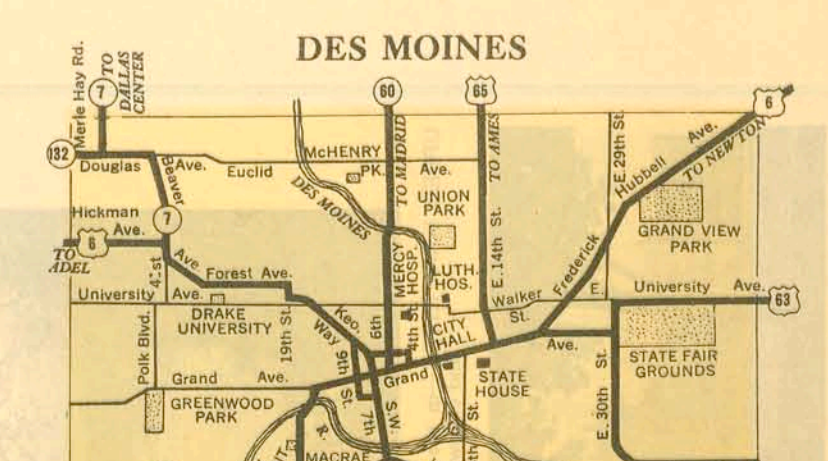 DES MOINES
Merle Hay Rd.
7
TO
DALLAS
CENTER
60
65
6
132
Douglas
Ave.
Beaver
Euclid
McHENRY
PK.
Ave.
TO MADRID
TO AMES
E. 29th St.
Hubbell
Ave.
TO NEWTON
DES MOINES
UNION
PARK
GRAND VIEW
PARK
Hickman
Ave.
7
6
TO
ADEL
Ave.
Forest Ave.
MERCY
HOSP.
LUTH.
HOS.
E. 14th St.
Frederick
University
Ave.
DRAKE
UNIVERSITY
Keo.
Way
6th
4th St.
CITY
HALL
Walker
St.
E.
University
Ave.
63
Polk Blvd.
19th St.
9th
St.
Grand
Ave.
Grand
Ave.
STATE
HOUSE
STATE FAIR
GROUNDS
GREENWOOD
PARK
7th
S.W.
St.
E. 30th
St.
R.
MACRAE